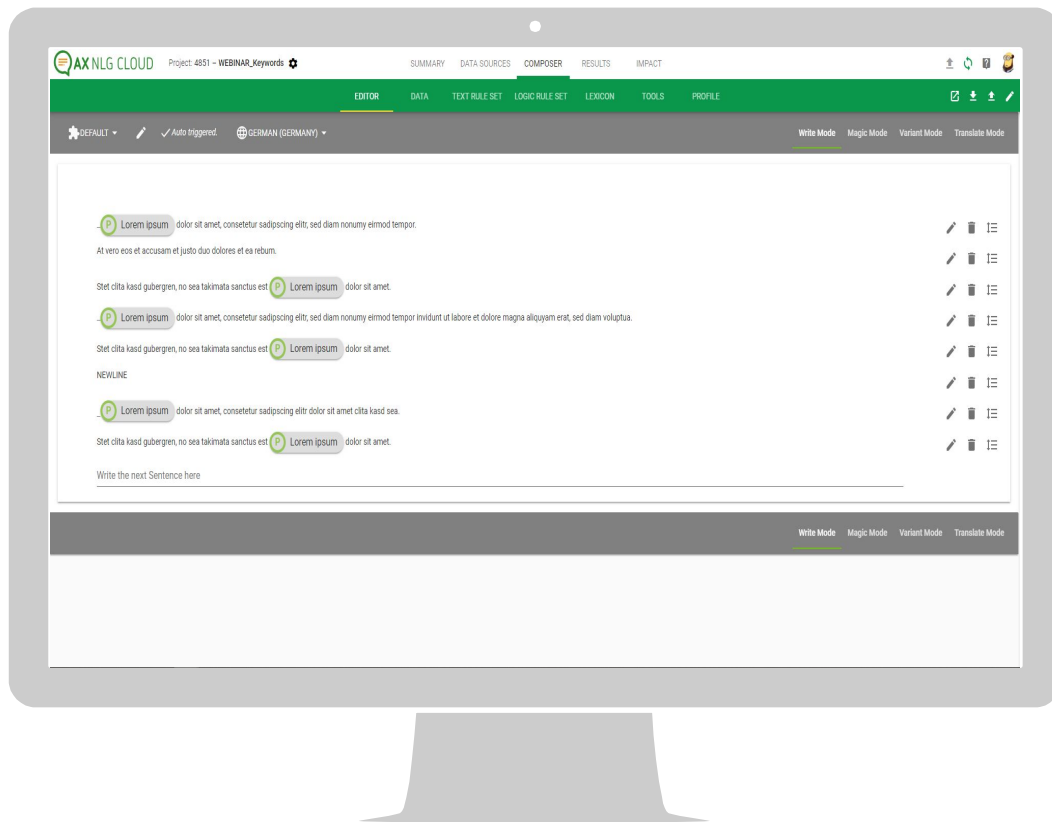 AX NLG CLOUD Project: 4851 – WEBINAR_Keywords SUMMARY DATA SOURCES COMPOSER RESULTS IMPACT
EDITOR DATA TEXT RULE SET LOGIC RULE SET LEXICON TOOLS PROFILE
DEFAULT Auto triggered. GERMAN (GERMANY) Write Mode Magic Mode Variant Mode Translate Mode
_ P Lorem ipsum dolor sit amet, consetetur sadipscing elitr, sed diam nonumy eirmod tempor.
At vero eos et accusam et justo duo dolores et ea rebum.
Stet clita kasd gubergren, no sea takimata sanctus est P Lorem ipsum dolor sit amet.
_ P Lorem ipsum dolor sit amet, consetetur sadipscing elitr, sed diam nonumy eirmod tempor invidunt ut labore et dolore magna aliquyam erat, sed diam voluptua.
Stet clita kasd gubergren, no sea takimata sanctus est P Lorem ipsum dolor sit amet.
NEWLINE
_ P Lorem ipsum dolor sit amet, consetetur sadipscing elitr dolor sit amet clita kasd sea.
Stet clita kasd gubergren, no sea takimata sanctus est P Lorem ipsum dolor sit amet.
Write the next Sentence here
Write Mode Magic Mode Variant Mode Translate Mode